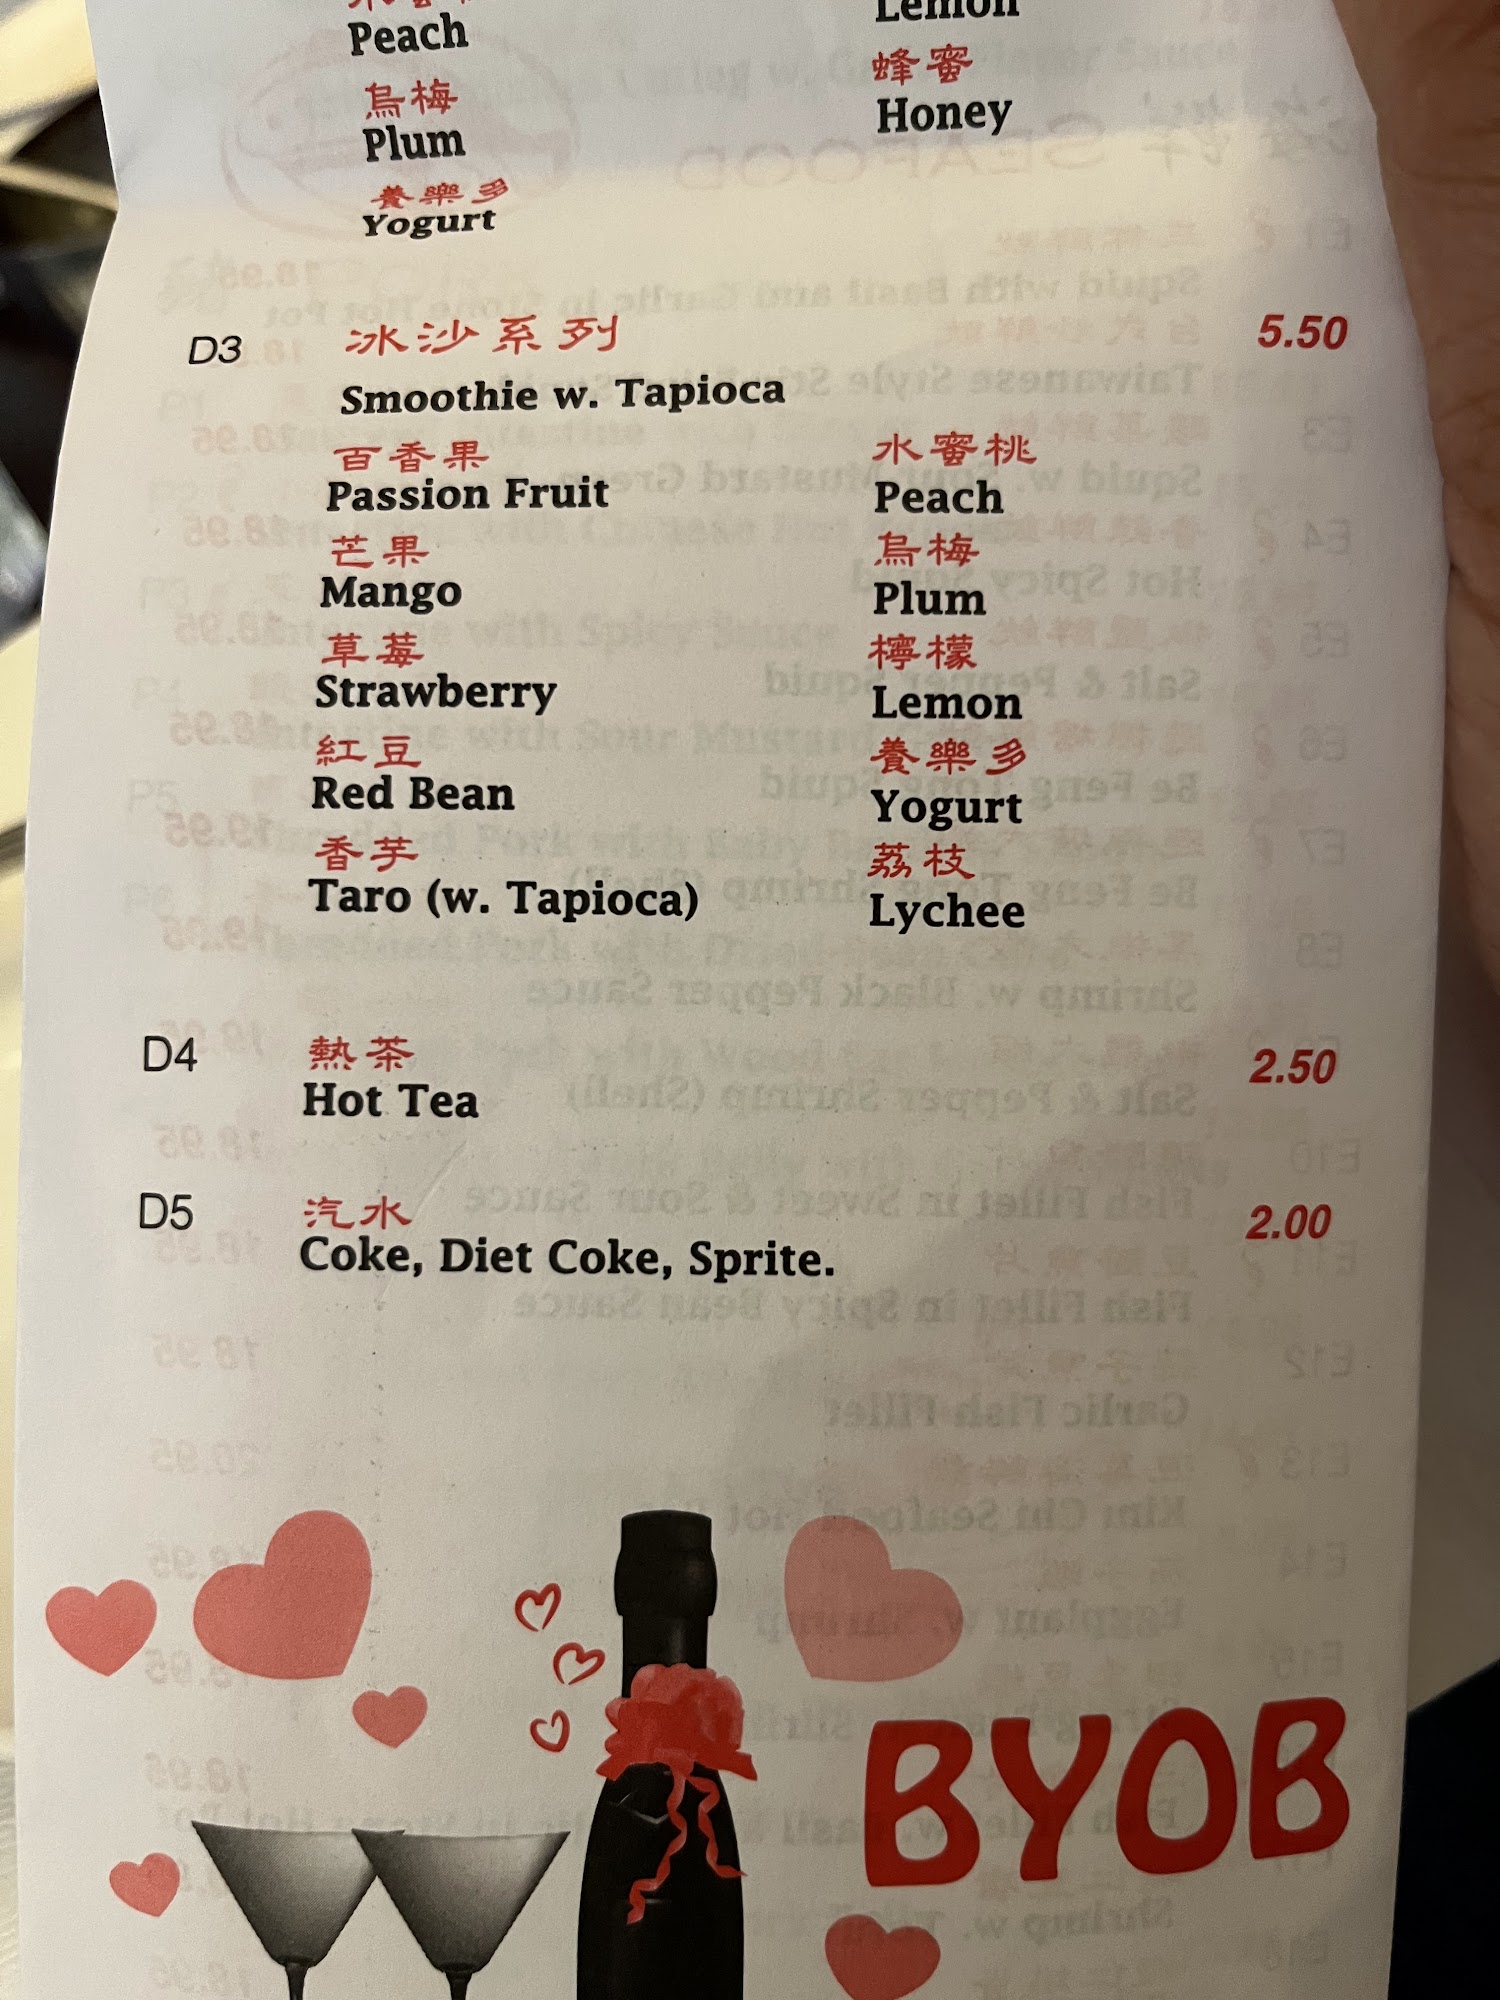 Peach
Lemon
烏梅
Plum
蜂蜜
Honey
養樂多
Yogurt
D3 冰沙系列 5.50
Smoothie w. Tapioca
百香果
Passion Fruit
芒果
Mango
草莓
Strawberry
紅豆
Red Bean
香芋
Taro (w. Tapioca)
水蜜桃
Peach
烏梅
Plum
檸檬
Lemon
養樂多
Yogurt
荔枝
Lychee
D4 熱茶 2.50
Hot Tea
D5 汽水 2.00
Coke, Diet Coke, Sprite.
BYOB